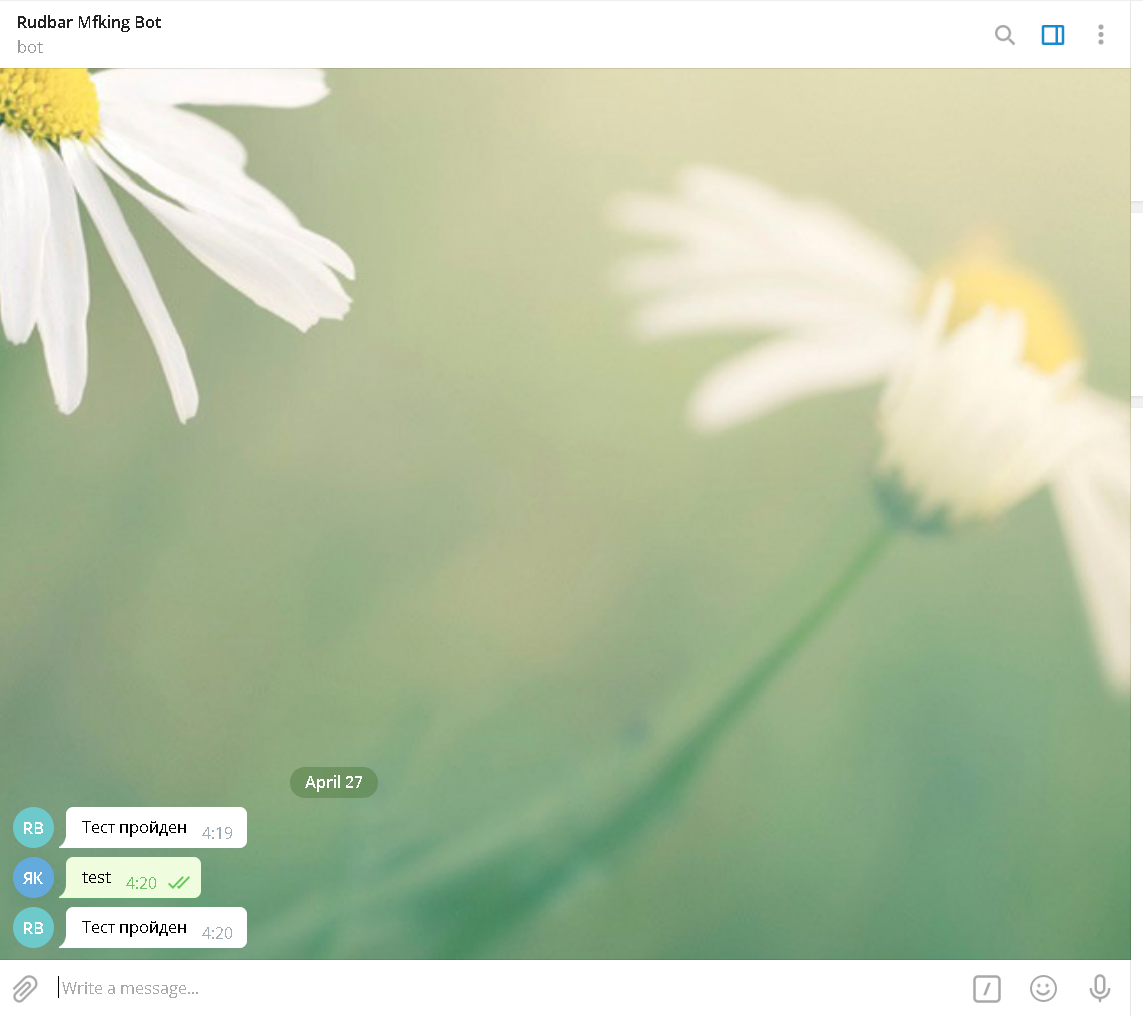 Rudbar Mfking Bot
bot
April 27
RB
Тест пройден 4:19
ЯК
test 4:20
RB
Тест пройден 4:20
Write a message...